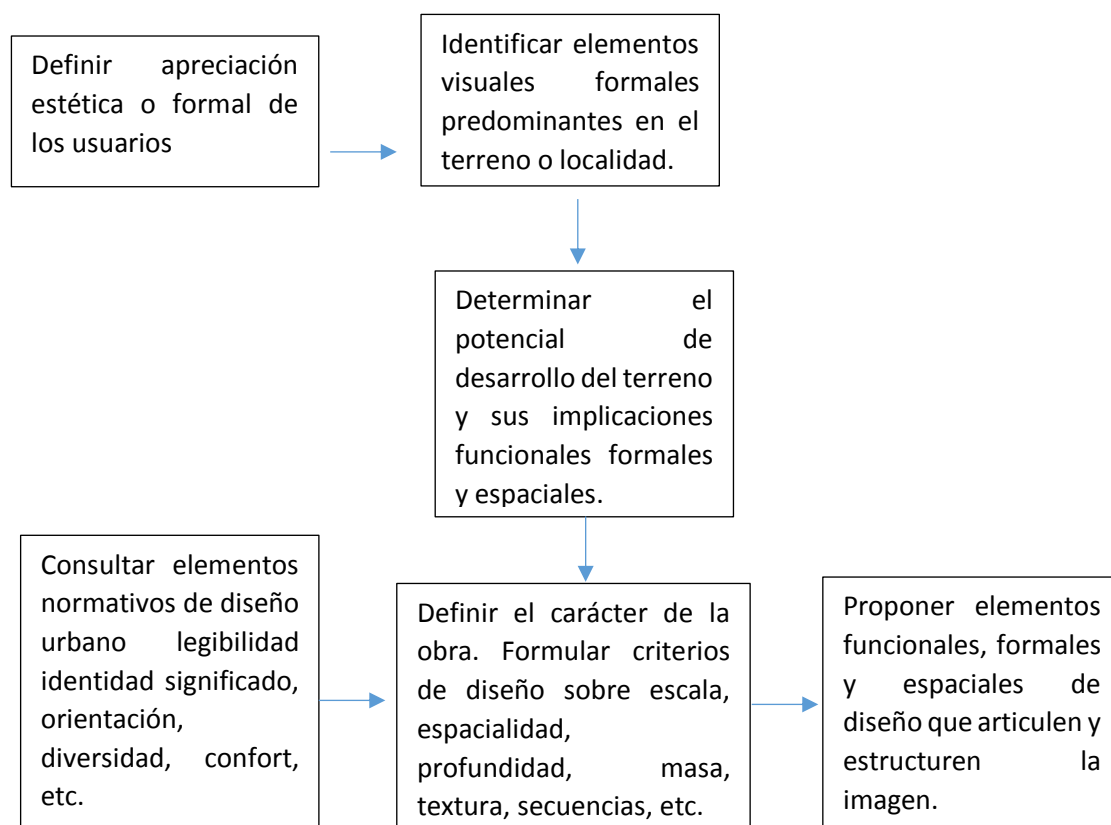 Definir apreciación
estética o formal de
los usuarios
Identificar elementos
visuales formales
predominantes en el
terreno o localidad.
Determinar el
potencial de
desarrollo del terreno
y sus implicaciones
funcionales formales
y espaciales.
Consultar elementos
normativos de diseño
urbano legibilidad
identidad significado,
orientación,
diversidad, confort,
etc.
Definir el carácter de la
obra. Formular criterios
de diseño sobre escala,
espacialidad,
profundidad, masa,
textura, secuencias, etc.
Proponer elementos
funcionales, formales
y espaciales de
diseño que articulen y
estructuren la
imagen.